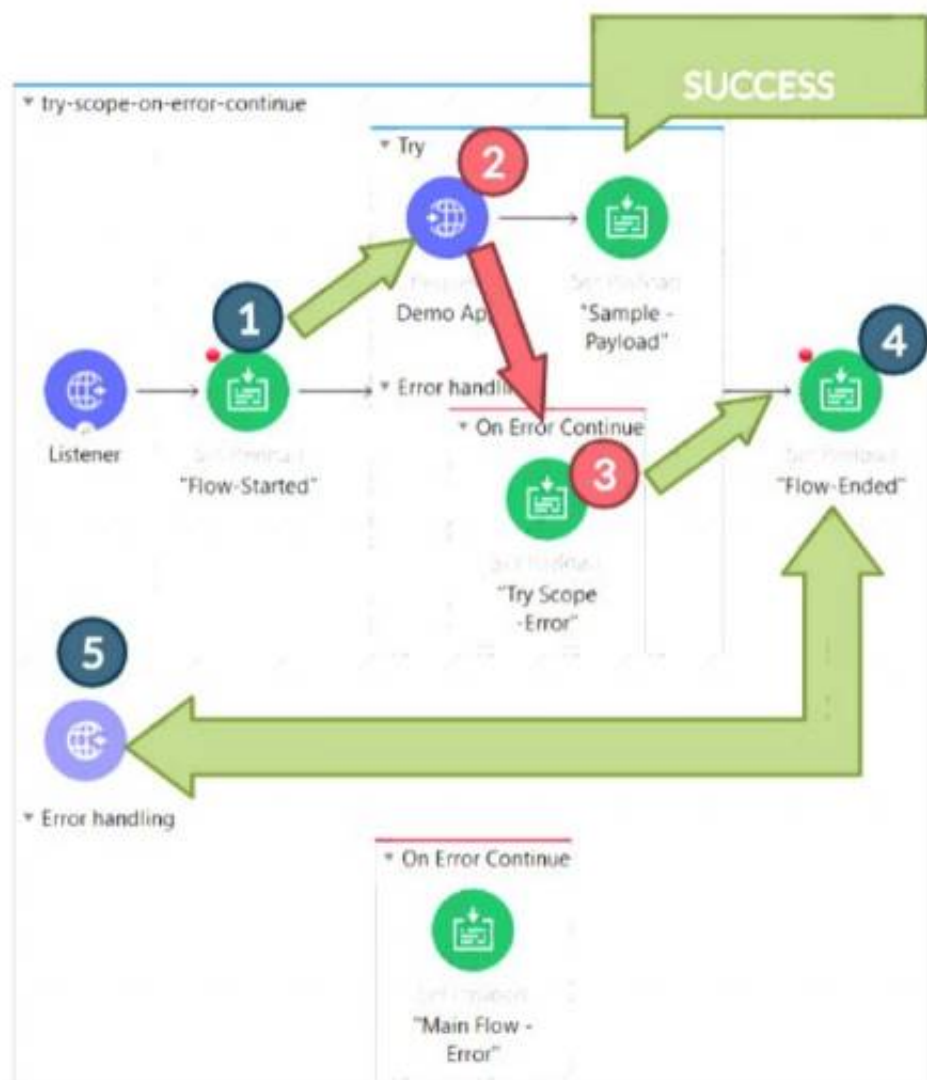 SUCCESS
try-scope-on-error-continue
Try
2
1
Demo Ap
"Sample -
Payload"
4
Error handli
On Error Continue
Listener
3
"Flow-Started"
"Flow-Ended"
"Try Scope
-Error"
5
Error handling
On Error Continue
"Main Flow -
Error"